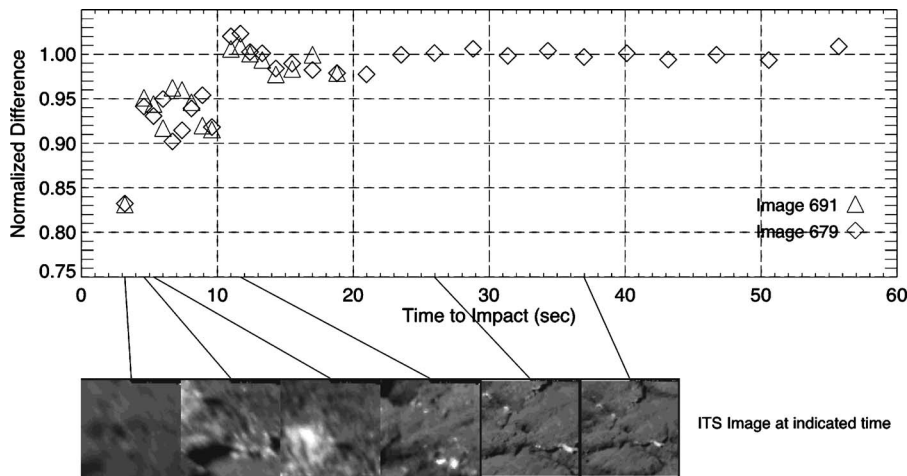 Normalized Difference
1.00
0.95
0.90
0.85
0.80
0.75
Image 691
Image 679
0 10 20 30 40 50 60
Time to Impact (sec)
ITS Image at indicated time